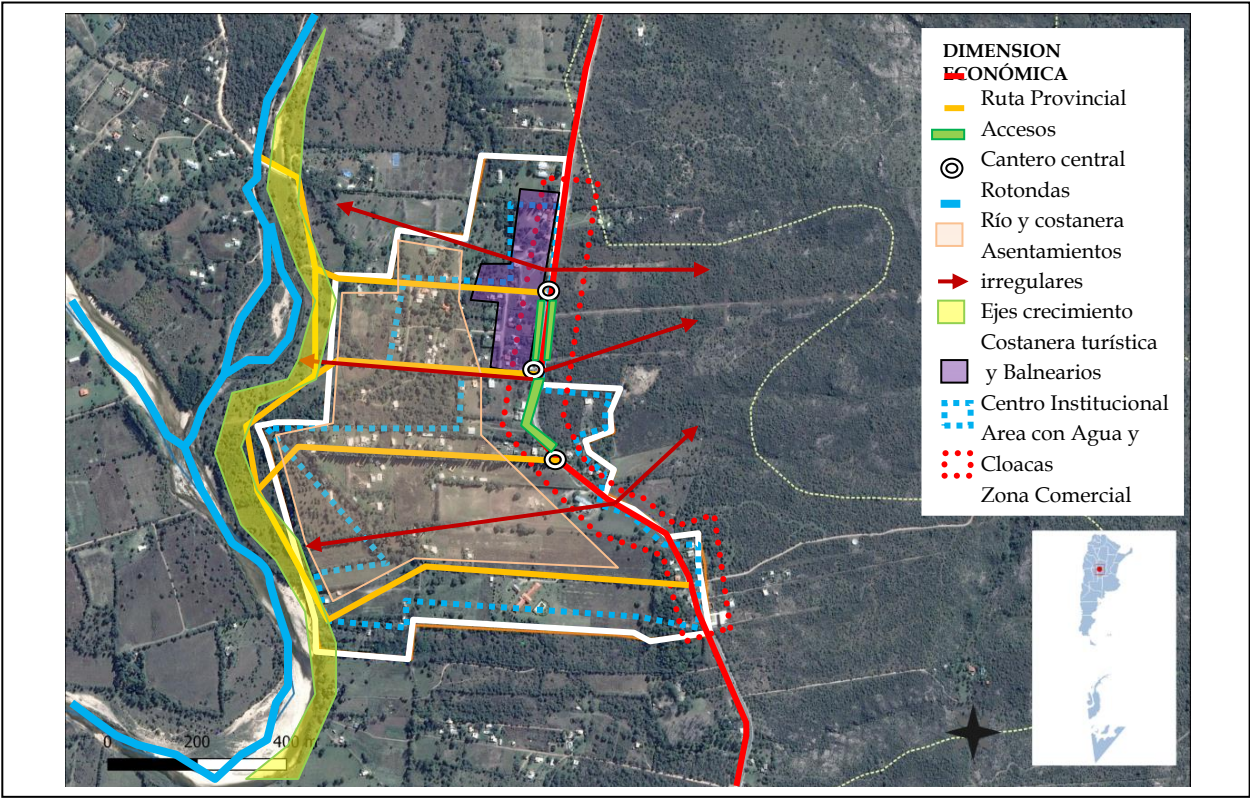 DIMENSION
ECONÓMICA
Ruta Provincial
Accesos
Cantero central
Rotondas
Río y costanera
Asentamientos
irregulares
Ejes crecimiento
Costanera turística
y Balnearios
Centro Institucional
Area con Agua y
Cloacas
Zona Comercial
0 200 400 m